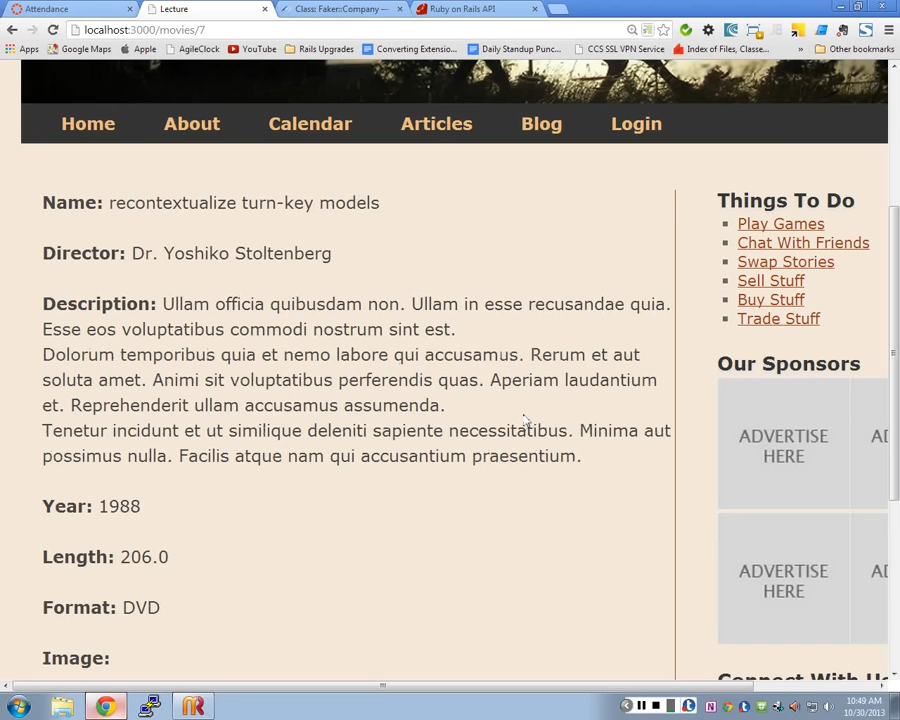 Attendance
Lecture
Class: Faker::Company —
Ruby on Rails API
localhost:3000/movies/7
Apps
Google Maps
Apple
AgileClock
YouTube
Rails Upgrades
Converting Extensio...
Daily Standup Punc...
CCS SSL VPN Service
Index of Files, Classe...
»
Other bookmarks
Home
About
Calendar
Articles
Blog
Login
Name: recontextualize turn-key models
Director: Dr. Yoshiko Stoltenberg
Description: Ullam officia quibusdam non. Ullam in esse recusandae quia.
Esse eos voluptatibus commodi nostrum sint est.
Dolorum temporibus quia et nemo labore qui accusamus. Rerum et aut
soluta amet. Animi sit voluptatibus perferendis quas. Aperiam laudantium
et. Reprehenderit ullam accusamus assumenda.
Tenetur incidunt et ut similique deleniti sapiente necessitatibus. Minima aut
possimus nulla. Facilis atque nam qui accusantium praesentium.
Year: 1988
Length: 206.0
Format: DVD
Image:
Things To Do
Play Games
Chat With Friends
Swap Stories
Sell Stuff
Buy Stuff
Trade Stuff
Our Sponsors
ADVERTISE
HERE
AD
ADVERTISE
HERE
AD
Connect With Us
10:49 AM
10/30/2013